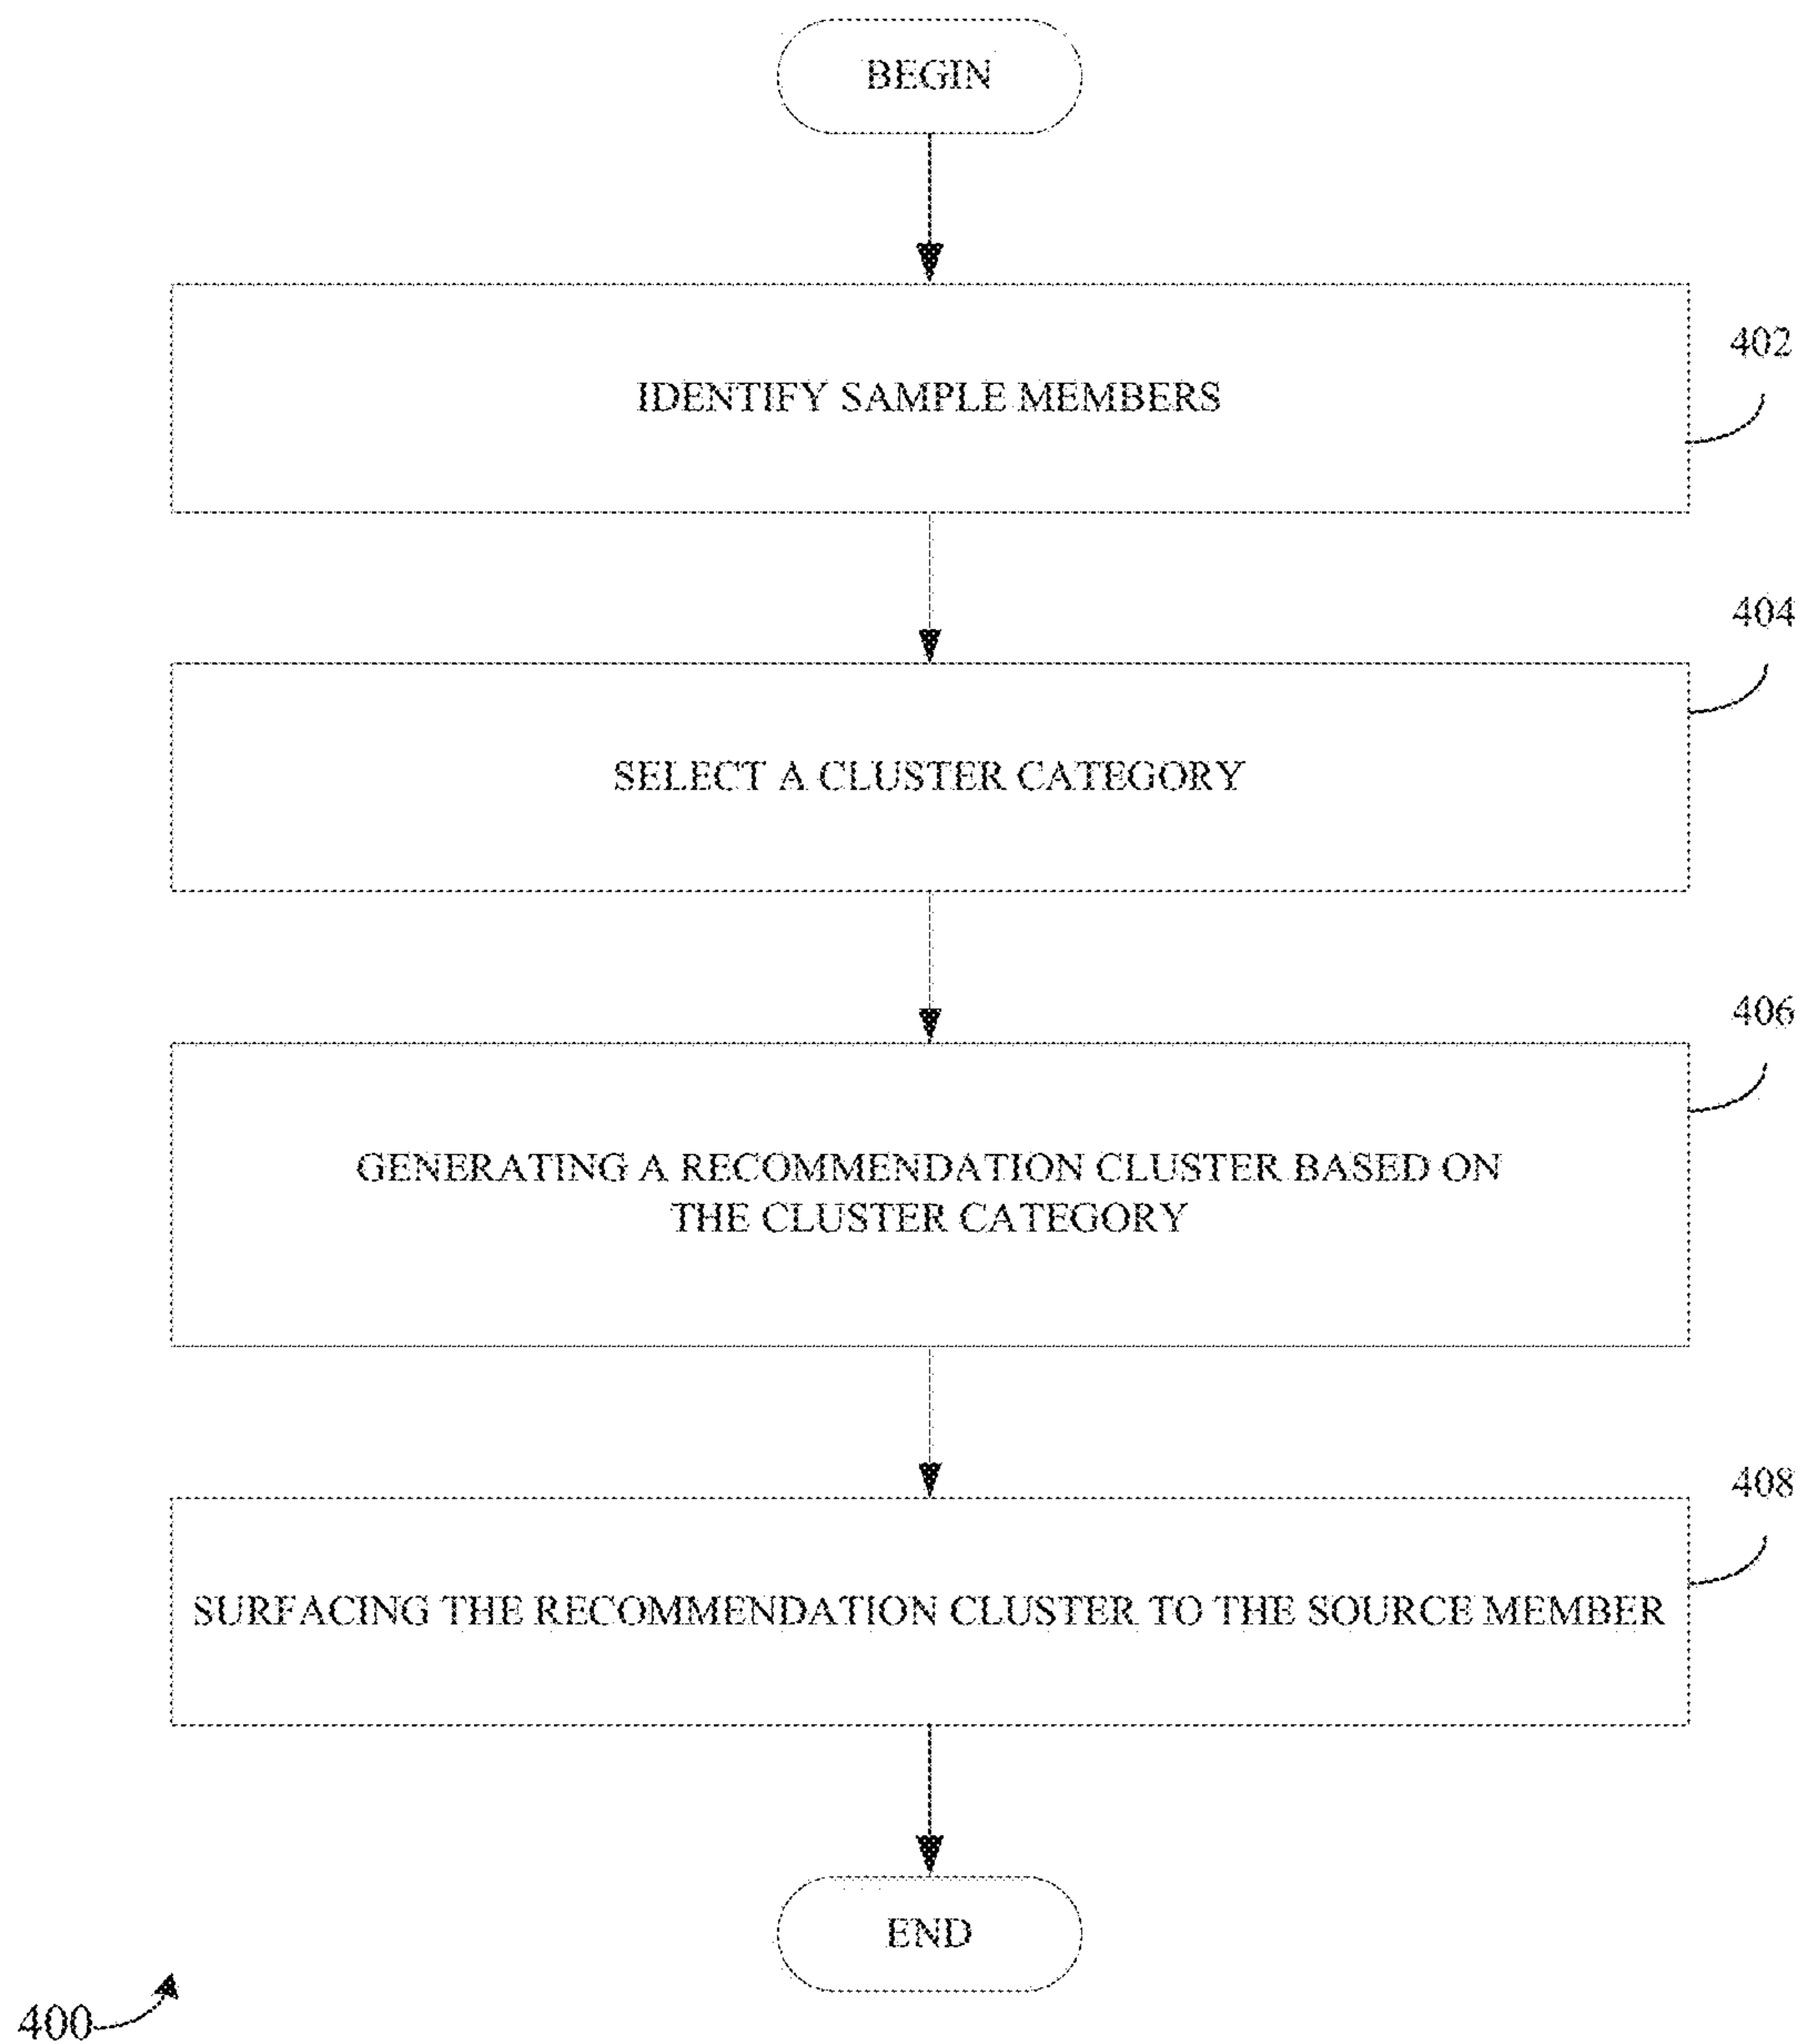 BEGIN
402
IDENTIFY SAMPLE MEMBERS
404
SELECT A CLUSTER CATEGORY
406
GENERATING A RECOMMENDATION CLUSTER BASED ON
THE CLUSTER CATEGORY
408
SURFACING THE RECOMMENDATION CLUSTER TO THE SOURCE MEMBER
END
400